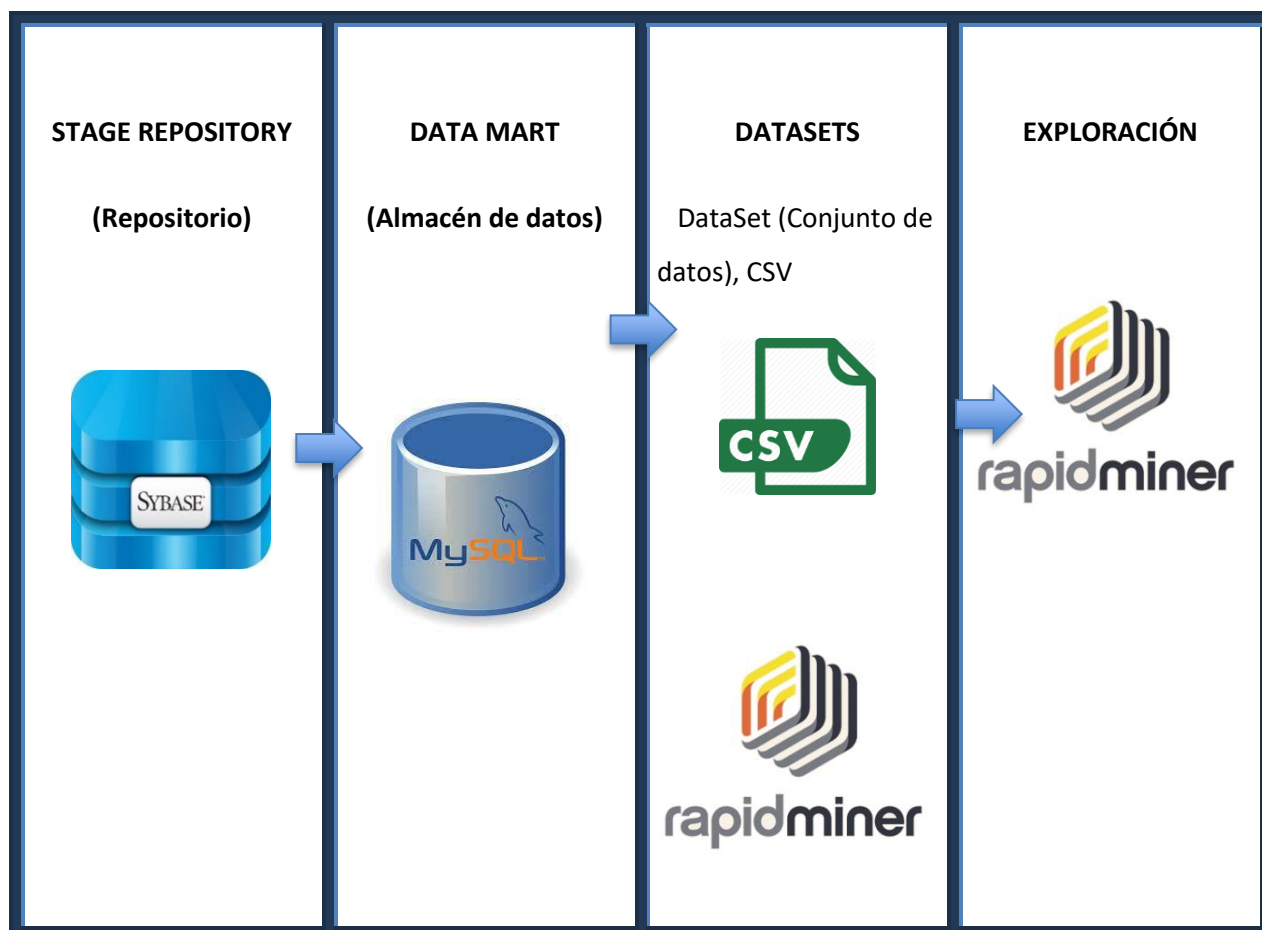 STAGE REPOSITORY
(Repositorio)
SYBASE
DATA MART
(Almacén de datos)
MySQL
DATASETS
DataSet (Conjunto de
datos), CSV
CSV
rapidminer
EXPLORACIÓN
rapidminer